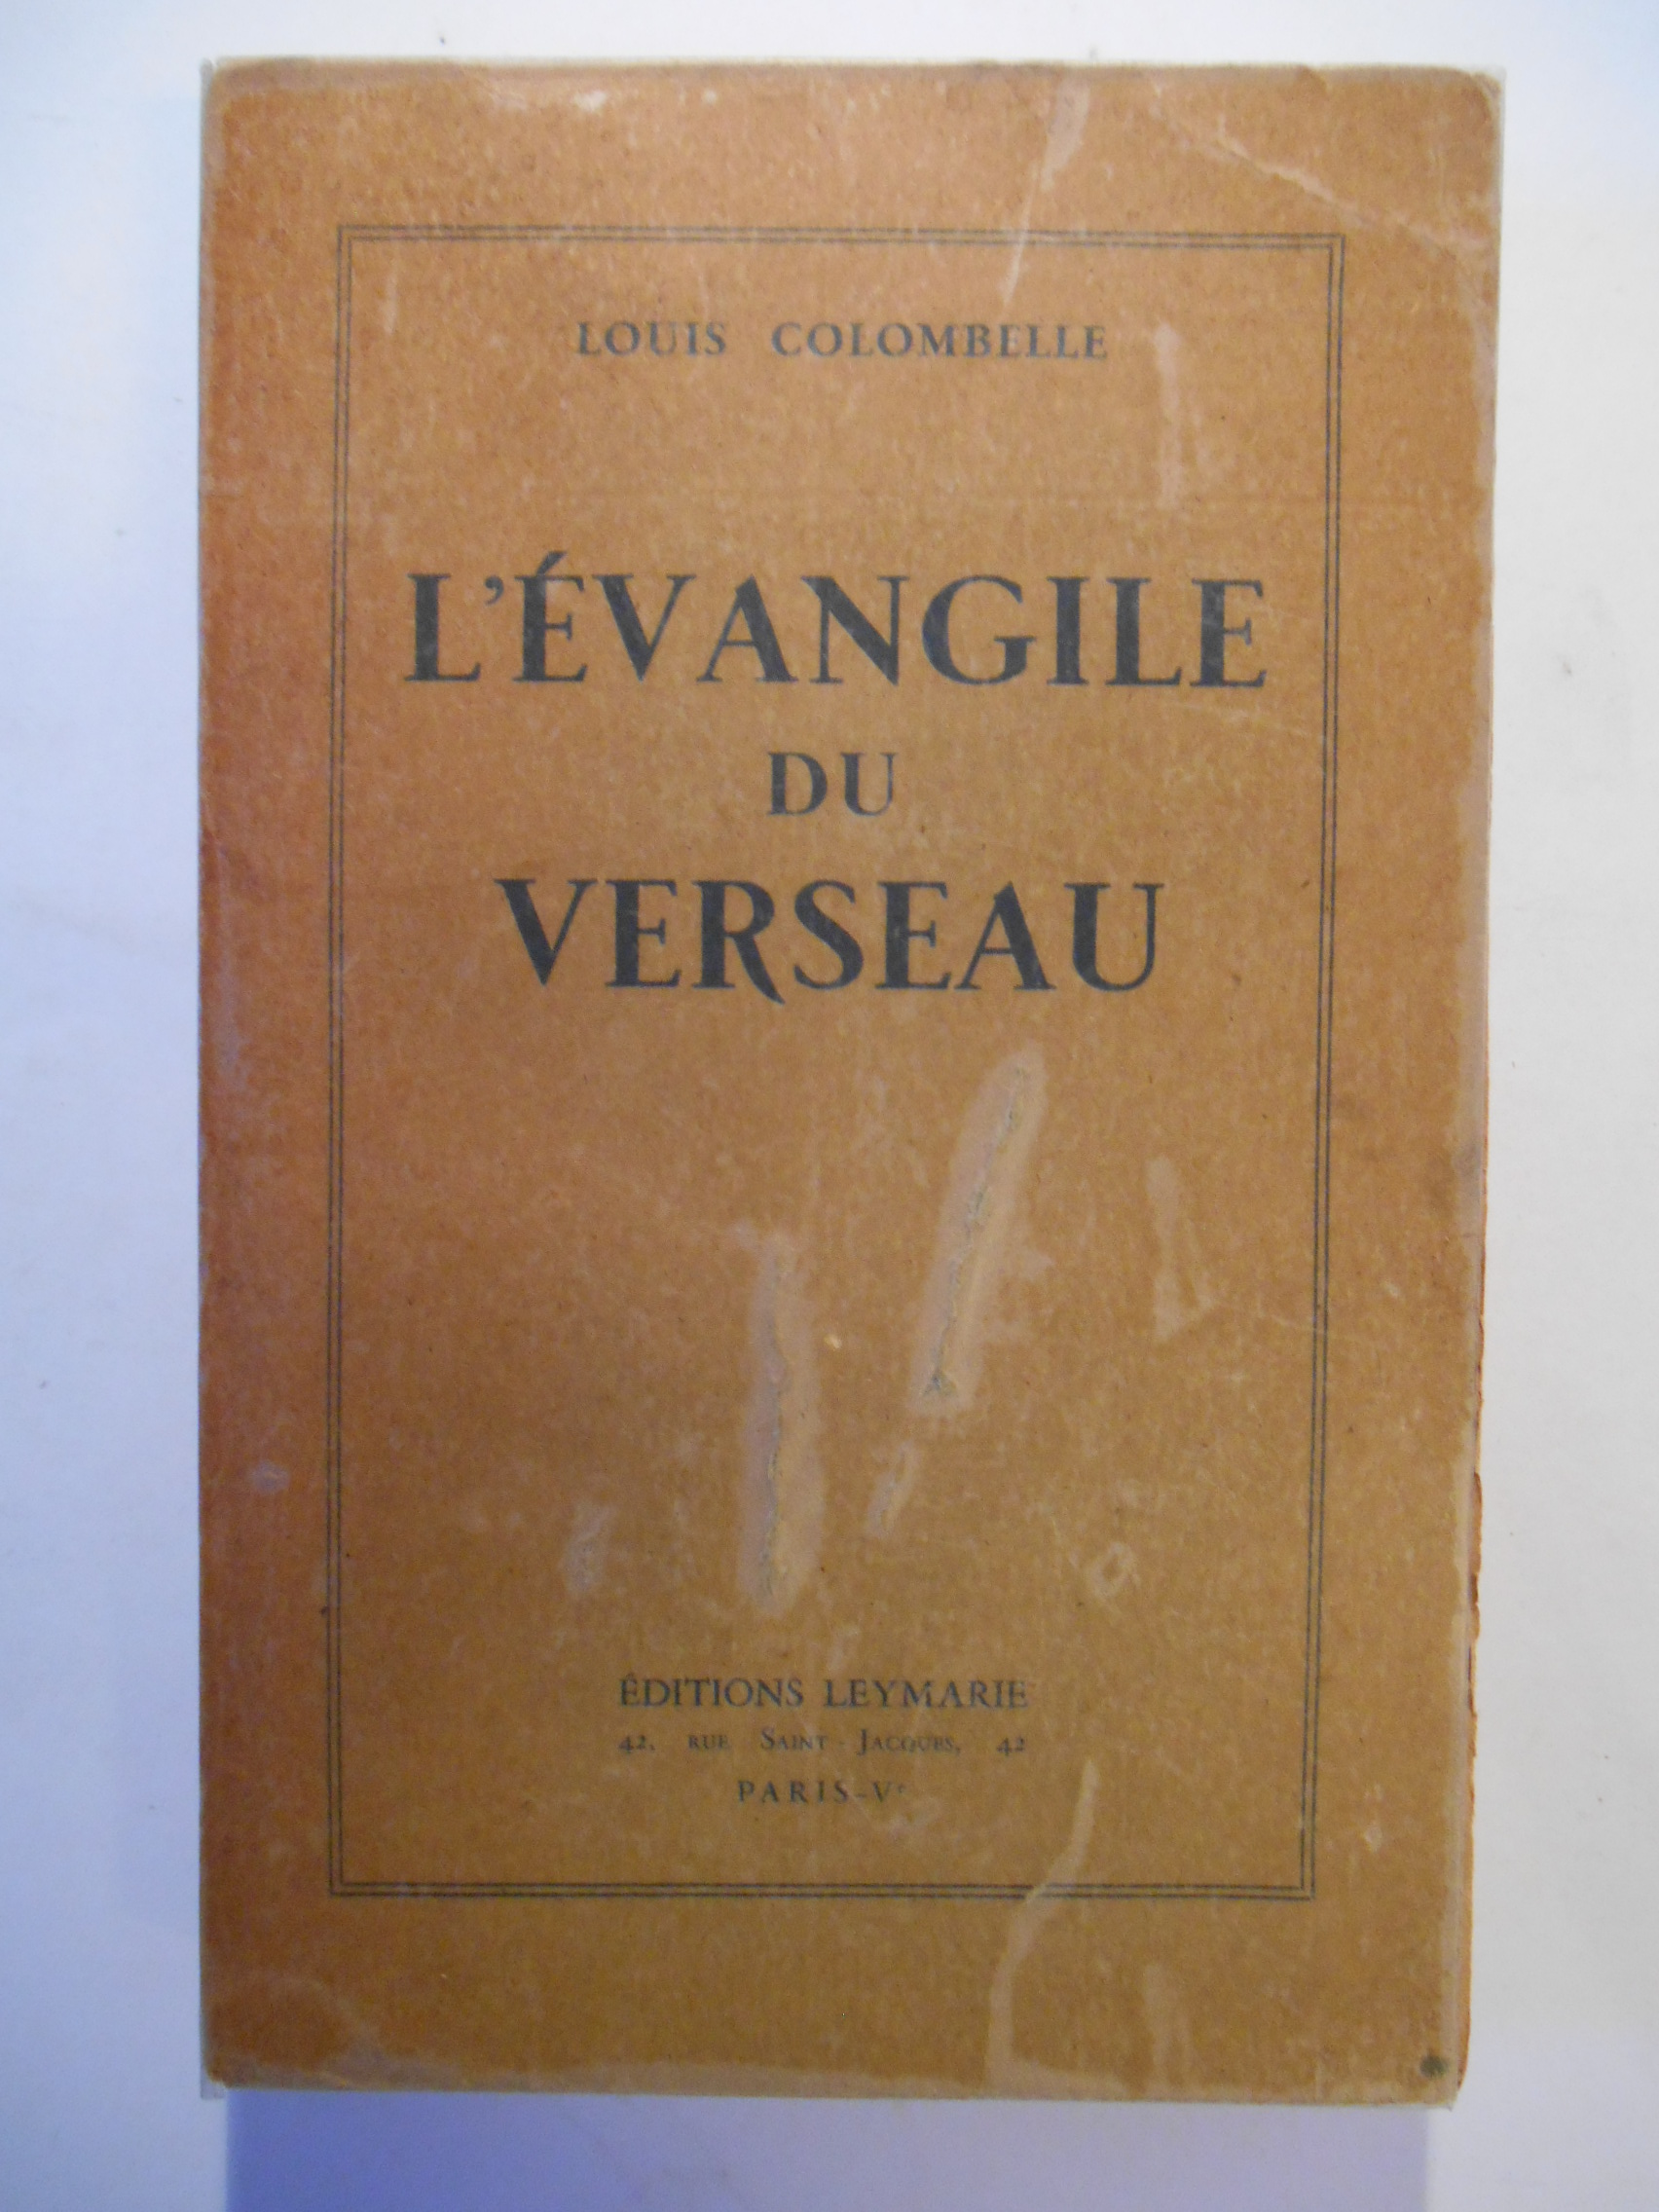 LOUIS COLOMBELLE
L'ÉVANGILE
DU
VERSEAU
ÉDITIONS LEYMARIE
42, RUE SAINT-JACQUES, 42
PARIS-Ve